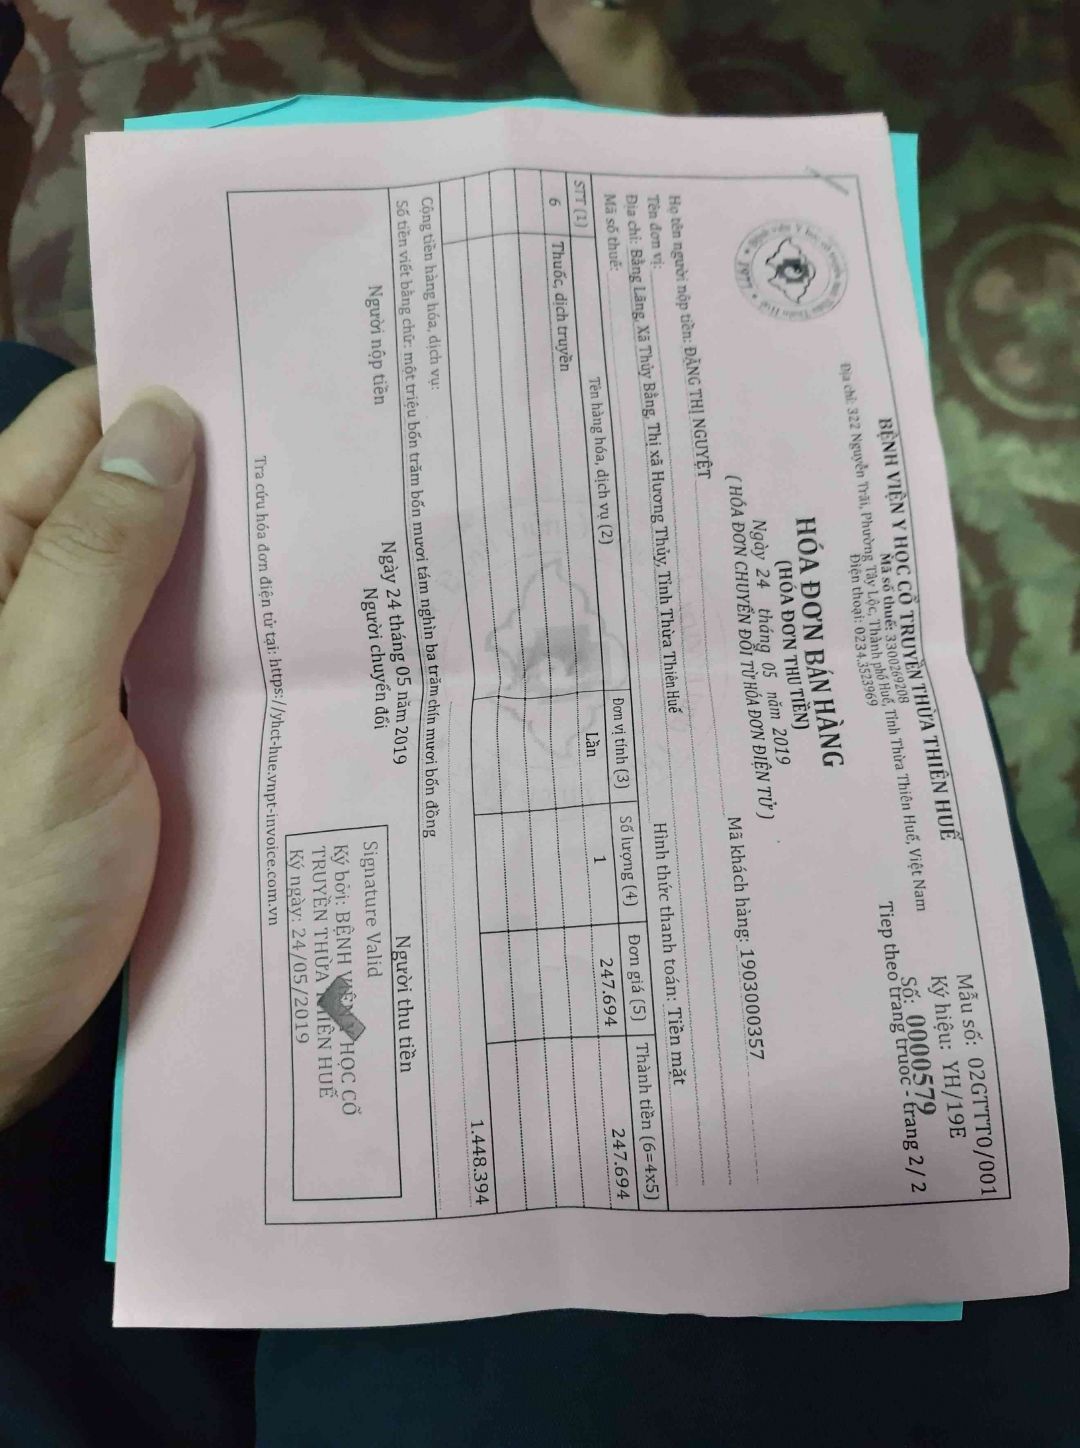 BỆNH VIỆN Y HỌC CỔ TRUYỀN THỪA THIÊN HUẾ
Mã số thuế: 3300269208
Địa chỉ: 322 Nguyễn Trãi, Phường Tây Lộc, Thành phố Huế, Tỉnh Thừa Thiên Huế, Việt Nam
Điện thoại: 0234.3523969
Mẫu số: 02GTTT0/001
Ký hiệu: YH/19E
Số: 0000579
Tiep theo trang truoc - trang 2/2
1977
HÓA ĐƠN BÁN HÀNG
(HÓA ĐƠN THU TIỀN)
Ngày 24 tháng 05 năm 2019
( HÓA ĐƠN CHUYỂN ĐỔI TỪ HÓA ĐƠN ĐIỆN TỬ )
Họ tên người nộp tiền: ĐẶNG THỊ NGUYỆT Mã khách hàng: 1903000357
Tên đơn vị:
Địa chỉ: Bằng Lãng, Xã Thủy Bằng, Thị xã Hương Thủy, Tỉnh Thừa Thiên Huế
Mã số thuế: Hình thức thanh toán: Tiền mặt
STT (1) Tên hàng hóa, dịch vụ (2) Đơn vị tính (3) Số lượng (4) Đơn giá (5) Thành tiền (6=4x5)
6 Thuốc, dịch truyền Lần 1 247.694 247.694
Cộng tiền hàng hóa, dịch vụ: 1.448.394
Số tiền viết bằng chữ: một triệu bốn trăm bốn mươi tám nghìn ba trăm chín mươi bốn đồng
Người nộp tiền
Ngày 24 tháng 05 năm 2019
Người chuyển đổi
Người thu tiền
Signature Valid
Ký bởi: BỆNH VIỆN Y HỌC CỔ
TRUYỀN THỪA THIÊN HUẾ
Ký ngày: 24/05/2019
Tra cứu hóa đơn điện tử tại: https://yhct-hue.vnpt-invoice.com.vn